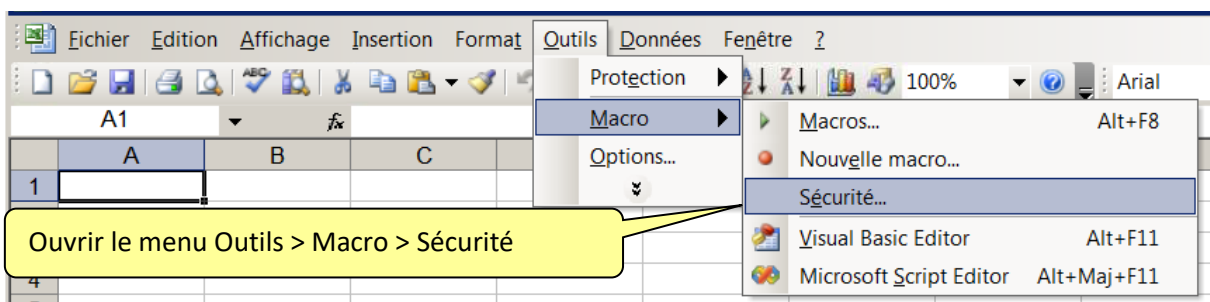 Fichier Edition Affichage Insertion Format Outils Données Fenêtre ?
ABC Protection A Z 100% Arial
A1 fx Macro Macros... Alt+F8
A B C Options... Nouvelle macro...
1 Sécurité...
Ouvrir le menu Outils > Macro > Sécurité Visual Basic Editor Alt+F11
4 Microsoft Script Editor Alt+Maj+F11